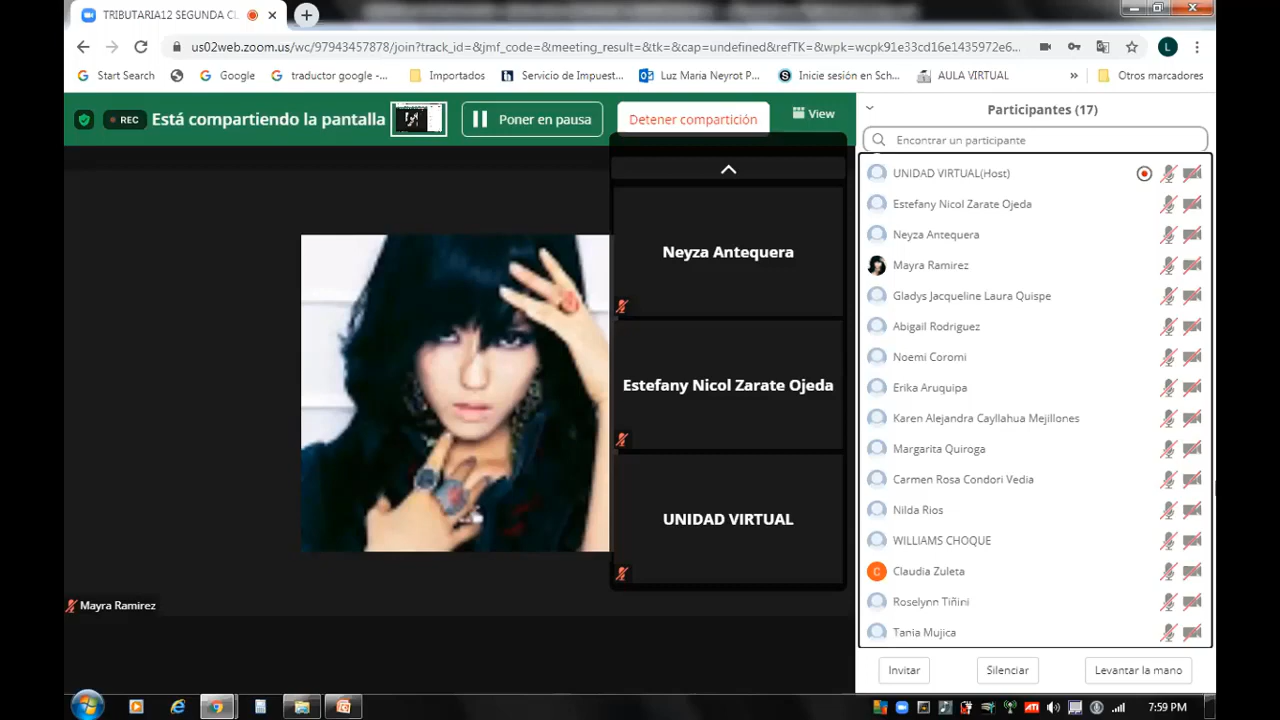 TRIBUTARIA12 SEGUNDA CL
us02web.zoom.us/wc/97943457878/join?track_id=&jmf_code=&meeting_result=&tk=&cap=undefined&refTK=&wpk=wcpk91e33cd16e1435972e6...
L
Start Search
Google
traductor google -...
Importados
Servicio de Impuest...
Luz Maria Neyrot P...
Inicie sesión en Sch...
AULA VIRTUAL
»
Otros marcadores
REC
Está compartiendo la pantalla
Poner en pausa
Detener compartición
View
Participantes (17)
Encontrar un participante
Neyza Antequera
Estefany Nicol Zarate Ojeda
UNIDAD VIRTUAL
Mayra Ramirez
UNIDAD VIRTUAL(Host)
Estefany Nicol Zarate Ojeda
Neyza Antequera
Mayra Ramirez
Gladys Jacqueline Laura Quispe
Abigail Rodriguez
Noemi Coromi
Erika Aruquipa
Karen Alejandra Cayllahua Mejillones
Margarita Quiroga
Carmen Rosa Condori Vedia
Nilda Rios
WILLIAMS CHOQUE
C
Claudia Zuleta
Roselynn Tiñini
Tania Mujica
Invitar
Silenciar
Levantar la mano
ATI
7:59 PM